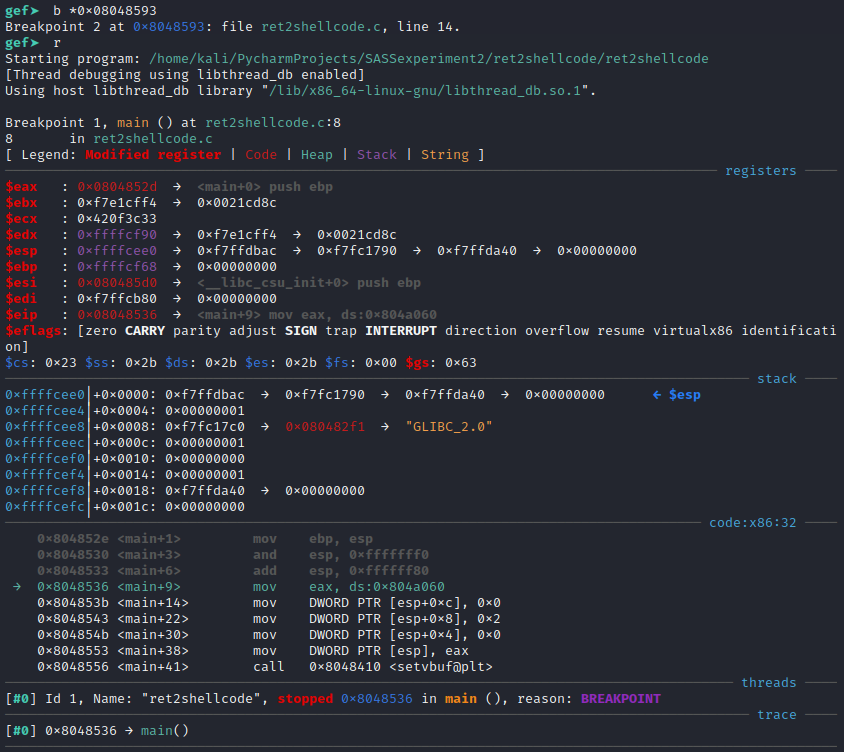 gef➤  b *0×08048593
Breakpoint 2 at 0×8048593: file ret2shellcode.c, line 14.
gef➤  r
Starting program: /home/kali/PycharmProjects/SASSexperiment2/ret2shellcode/ret2shellcode
[Thread debugging using libthread_db enabled]
Using host libthread_db library "/lib/x86_64-linux-gnu/libthread_db.so.1".
Breakpoint 1, main () at ret2shellcode.c:8
8       in ret2shellcode.c
[ Legend: Modified register | Code | Heap | Stack | String ]
registers
$eax   : 0×0804852d  →  <main+0> push ebp
$ebx   : 0×f7e1cff4  →  0×0021cd8c
$ecx   : 0×420f3c33
$edx   : 0×ffffcf90  →  0×f7e1cff4  →  0×0021cd8c
$esp   : 0×ffffcee0  →  0×f7ffdbac  →  0×f7fc1790  →  0×f7ffda40  →  0×00000000
$ebp   : 0×ffffcf68  →  0×00000000
$esi   : 0×080485d0  →  <__libc_csu_init+0> push ebp
$edi   : 0×f7ffcb80  →  0×00000000
$eip   : 0×08048536  →  <main+9> mov eax, ds:0×804a060
$eflags: [zero CARRY parity adjust SIGN trap INTERRUPT direction overflow resume virtualx86 identificati
on]
$cs: 0×23 $ss: 0×2b $ds: 0×2b $es: 0×2b $fs: 0×00 $gs: 0×63
stack
0×ffffcee0│+0×0000: 0×f7ffdbac  →  0×f7fc1790  →  0×f7ffda40  →  0×00000000      ← $esp
0×ffffcee4│+0×0004: 0×00000001
0×ffffcee8│+0×0008: 0×f7fc17c0  →  0×080482f1  →  "GLIBC_2.0"
0×ffffceec│+0×000c: 0×00000001
0×ffffcef0│+0×0010: 0×00000000
0×ffffcef4│+0×0014: 0×00000001
0×ffffcef8│+0×0018: 0×f7ffda40  →  0×00000000
0×ffffcefc│+0×001c: 0×00000000
code:x86:32
0×804852e <main+1>         mov    ebp, esp
0×8048530 <main+3>         and    esp, 0×fffffff0
0×8048533 <main+6>         add    esp, 0×ffffff80
→  0×8048536 <main+9>         mov    eax, ds:0×804a060
0×804853b <main+14>        mov    DWORD PTR [esp+0×c], 0×0
0×8048543 <main+22>        mov    DWORD PTR [esp+0×8], 0×2
0×804854b <main+30>        mov    DWORD PTR [esp+0×4], 0×0
0×8048553 <main+38>        mov    DWORD PTR [esp], eax
0×8048556 <main+41>        call   0×8048410 <setvbuf@plt>
threads
[#0] Id 1, Name: "ret2shellcode", stopped 0×8048536 in main (), reason: BREAKPOINT
trace
[#0] 0×8048536 → main()